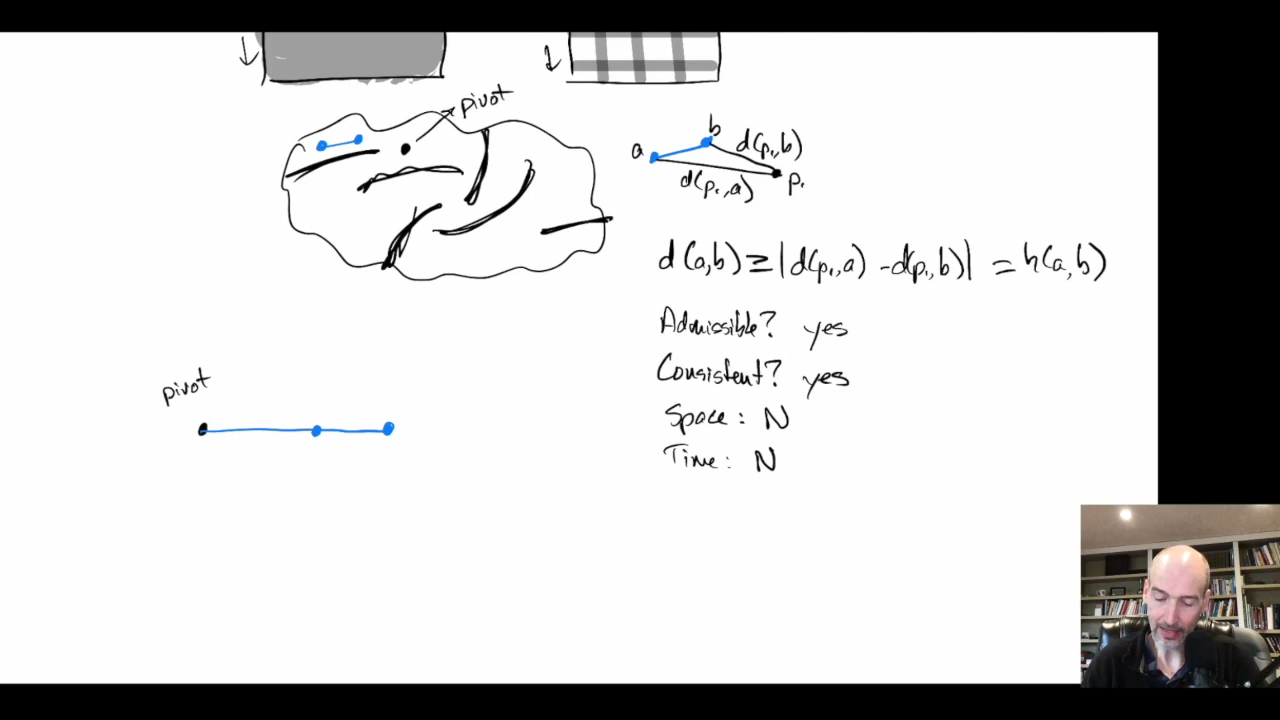 pivot
a
b
d(p₁,b)
d(p₁,a)
p₁
d(a,b) ≥ |d(p₁,a) - d(p₁,b)| = h(a,b)
Admissible? yes
Consistent? yes
Space: N
Time: N
pivot